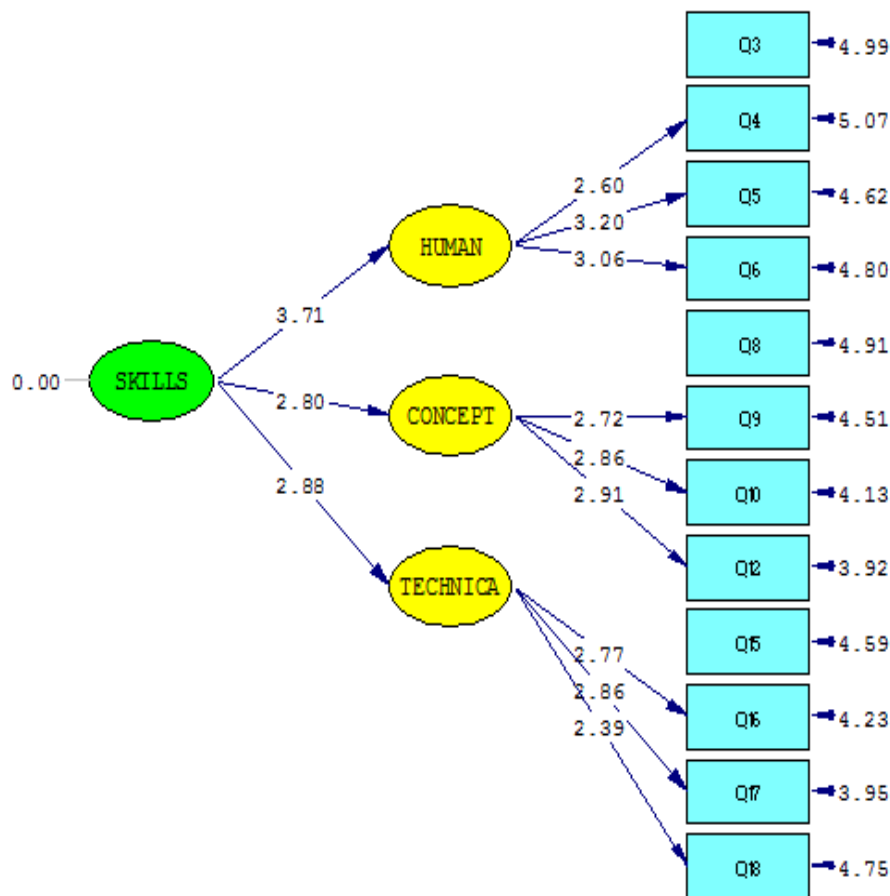 Q3 4.99
Q4 5.07
2.60
Q5 4.62
3.20
HUMAN
3.06
Q6 4.80
3.71
Q8 4.91
0.00 SKILLS
2.80
CONCEPT
2.72
Q9 4.51
2.86
2.88
2.91
Q10 4.13
Q12 3.92
TECHNICA
Q15 4.59
2.77
2.86
Q16 4.23
2.39
Q17 3.95
Q18 4.75